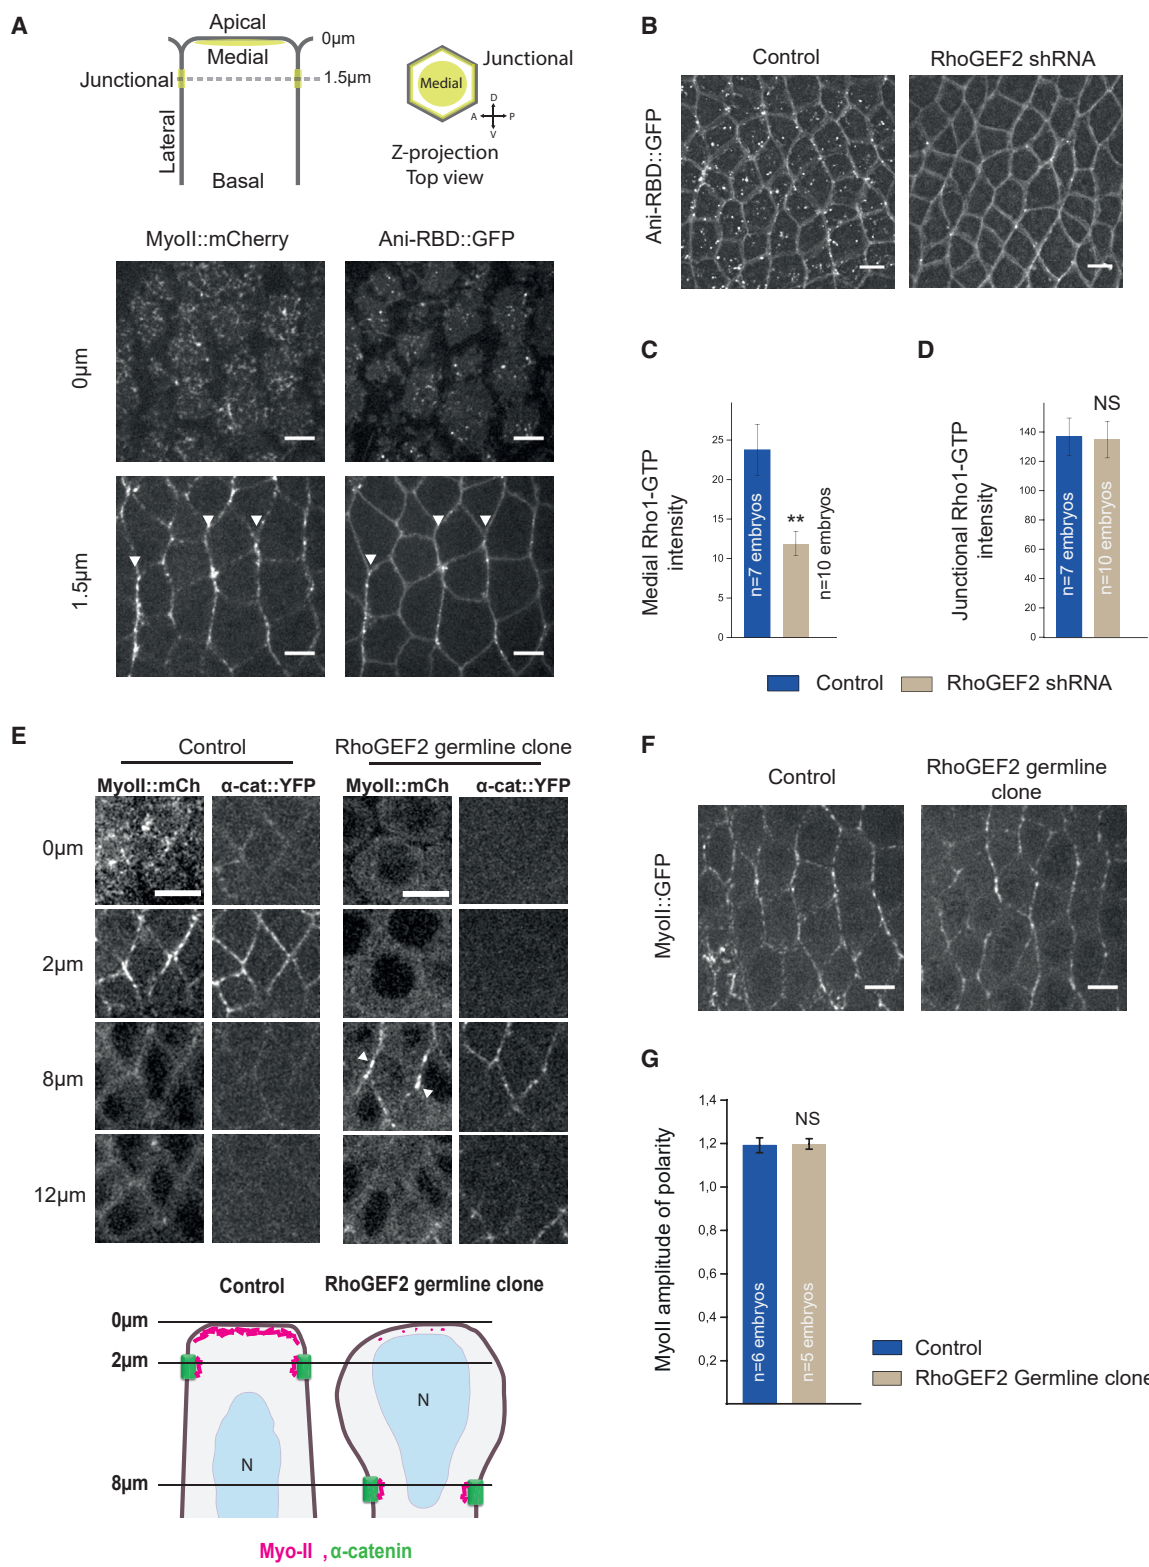 A
Apical
0µm
Medial
Junctional
1.5µm
Lateral
Basal
Junctional
Medial
D
A
P
V
Z-projection
Top view
MyoII::mCherry
Ani-RBD::GFP
0µm
1.5µm
B
Control
RhoGEF2 shRNA
Ani-RBD::GFP
C
Medial Rho1-GTP
intensity
25
20
15
10
5
0
n=7 embryos
**
n=10 embryos
D
Junctional Rho1-GTP
intensity
140
120
100
80
60
40
20
0
NS
n=7 embryos
n=10 embryos
Control
RhoGEF2 shRNA
E
Control
RhoGEF2 germline clone
MyoII::mCh
α-cat::YFP
MyoII::mCh
α-cat::YFP
0µm
2µm
8µm
12µm
Control
RhoGEF2 germline clone
0µm
2µm
8µm
N
N
Myo-II , α-catenin
F
Control
RhoGEF2 germline
clone
MyoII::GFP
G
MyoII amplitude of polarity
1,4
1,2
1,0
0,8
0,6
0,4
0,2
NS
n=6 embryos
n=5 embryos
Control
RhoGEF2 Germline clone